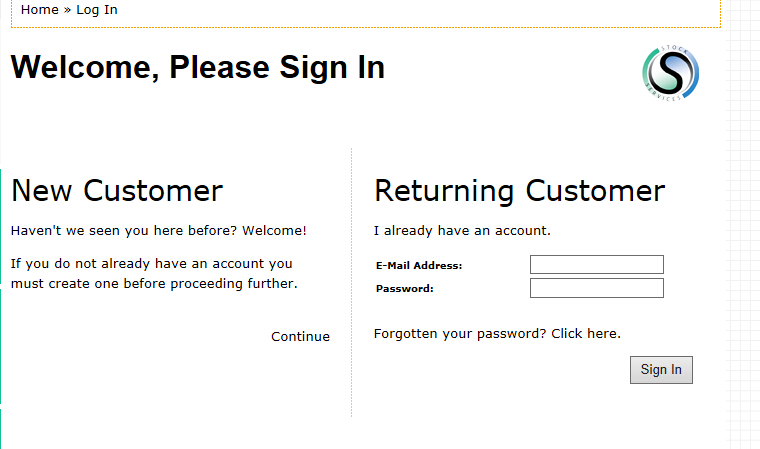 Home » Log In
Welcome, Please Sign In
STOCK
S
SERVICES
New Customer
Haven't we seen you here before? Welcome!
If you do not already have an account you
must create one before proceeding further.
Continue
Returning Customer
I already have an account.
E-Mail Address:
Password:
Forgotten your password? Click here.
Sign In